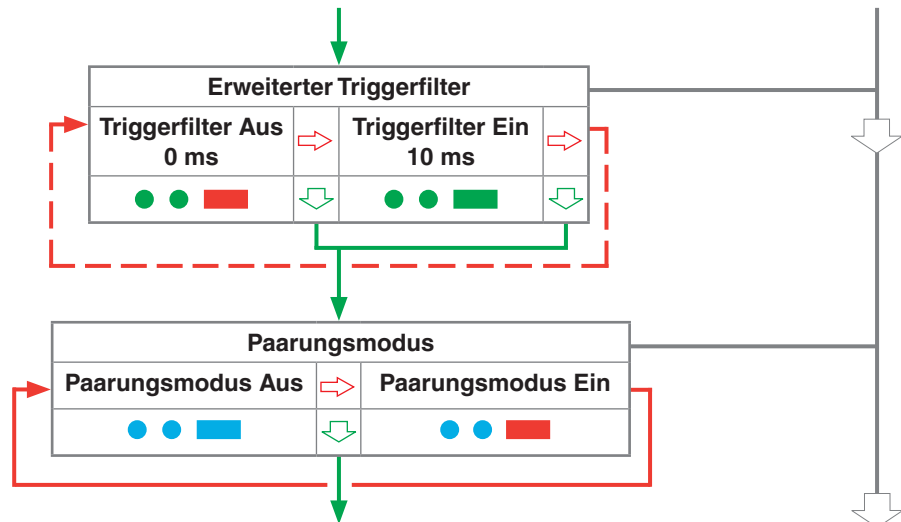 Erweiterter Triggerfilter
Triggerfilter Aus
0 ms
Triggerfilter Ein
10 ms
Paarungsmodus
Paarungsmodus Aus
Paarungsmodus Ein